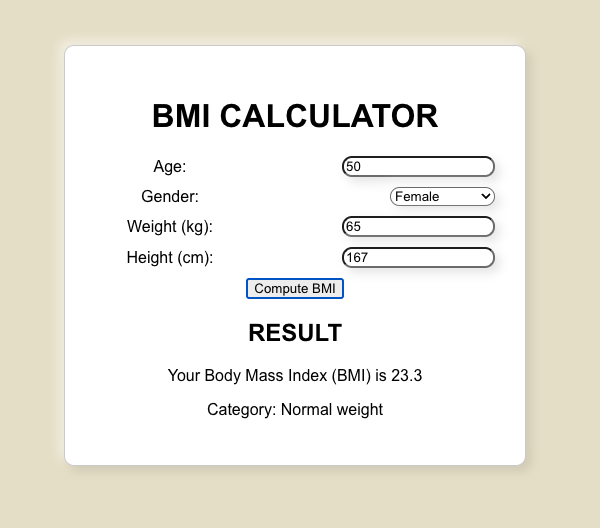 BMI CALCULATOR
Age: 50
Gender: Female
Weight (kg): 65
Height (cm): 167
Compute BMI
RESULT
Your Body Mass Index (BMI) is 23.3
Category: Normal weight